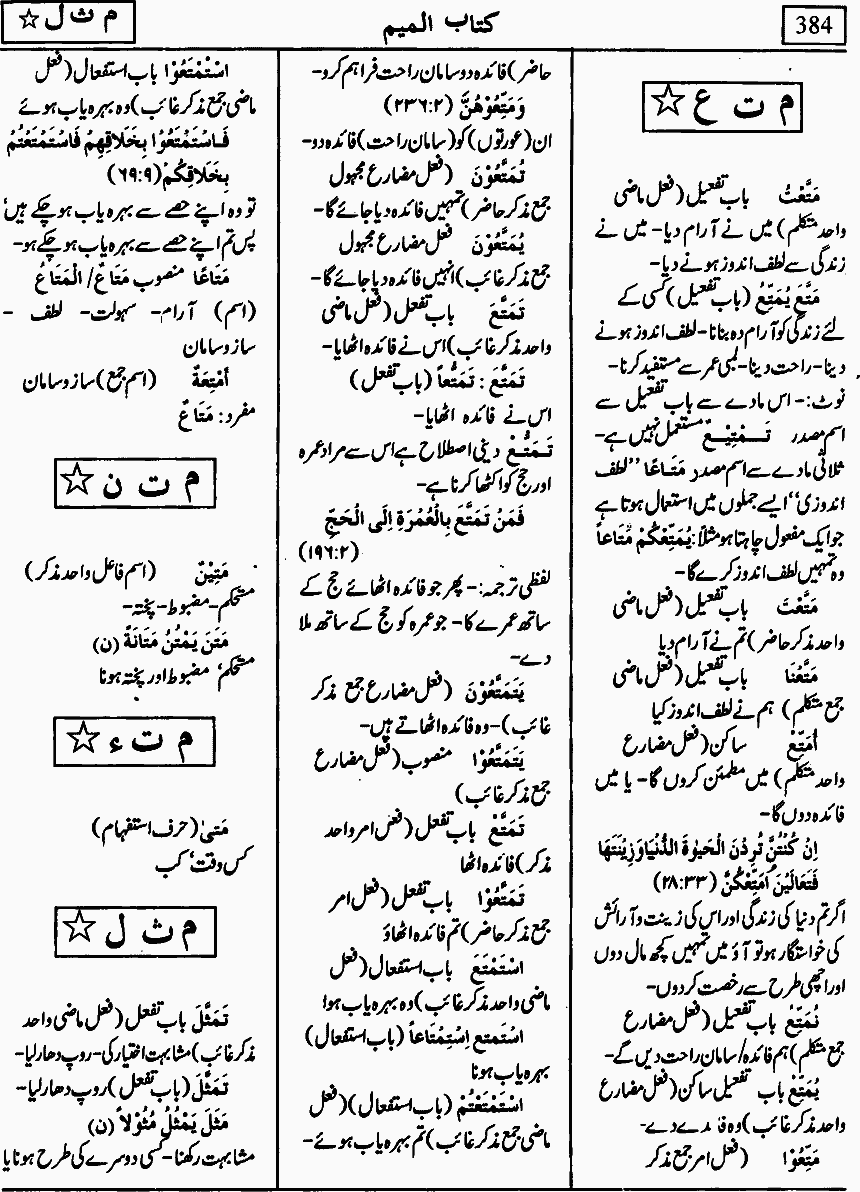 384
کتاب المیم
م ث ل ☆
م ت ع ☆
مَتَّعْتُ باب تفعیل (فعل ماضی
واحد متکلم) میں نے آرام دیا۔ میں نے
زندگی سے لطف اندوز ہونے دیا۔
مَتَّعَ یُمَتِّعُ (باب تفعیل) کسی کے
لئے زندگی کو آرام دہ بنانا۔ لطف اندوز ہونے
دینا۔ راحت دینا۔ لمبی عمر سے مستفید کرنا۔
نوٹ:۔ اس مادے سے باب تفعیل سے
اسم مصدر تَمْتِیْعٌ مستعمل نہیں ہے۔
ثلاثی مادے سے اسم مصدر مَتَاعًا ''لطف
اندوزی'' ایسے جملوں میں استعمال ہوتا ہے
جو ایک مفعول چاہتا ہو مثلاً: یُمَتِّعْکُمْ مَّتَاعاً
وہ تمہیں لطف اندوز کرے گا۔
مَتَّعْتَ باب تفعیل (فعل ماضی
واحد مذکر حاضر) تم نے آرام دیا
مَتَّعْنَا باب تفعیل (فعل ماضی
جمع متکلم) ہم نے لطف اندوز کیا
أُمَتِّعْ ساکن (فعل مضارع
واحد متکلم) میں مطمئن کروں گا۔ یا میں
فائدہ دوں گا۔
اِنْ کُنْتُنَّ تُرِدْنَ الْحَیٰوۃَ الدُّنْیَا وَزِیْنَتَهَا
فَتَعَالَیْنَ اُمَتِّعْکُنَّ (۲۸:۳۳)
اگر تم دنیا کی زندگی اور اس کی زینت و آرائش
کی خواستگار ہو تو آؤ میں تمہیں کچھ مال دوں
اور اچھی طرح سے رخصت کر دوں۔
نُمَتِّعُ باب تفعیل (فعل مضارع
جمع متکلم) ہم فائدہ/ سامان راحت دیں گے۔
یُمَتِّعْ باب تفعیل ساکن (فعل مضارع
واحد مذکر غائب) وہ فائدے دے۔
مَتِّعُوْا (فعل امر جمع مذکر
حاضر) فائدہ دو سامان راحت فراہم کرو۔
وَمَتِّعُوْهُنَّ (۲۳۶:۲)
ان (عورتوں) کو (سامان راحت) فائدہ دو۔
تُمَتَّعُوْنَ (فعل مضارع مجہول
جمع مذکر حاضر) تمہیں فائدہ دیا جائے گا۔
یُمَتَّعُوْنَ فعل مضارع مجہول
جمع مذکر غائب) انہیں فائدہ دیا جائے گا۔
تَمَتَّعَ باب تفعل (فعل ماضی
واحد مذکر غائب) اس نے فائدہ اٹھایا۔
تَمَتَّعَ : تَمَتُّعاً (باب تفعل)
اس نے فائدہ اٹھایا۔
تَمَتُّعْ دینی اصطلاح ہے اس سے مراد عمرہ
اور حج کو اکٹھا کرنا ہے۔
فَمَنْ تَمَتَّعَ بِالْعُمْرَۃِ اِلَی الْحَجِّ
(۱۹۶:۲)
لفظی ترجمہ:۔ پھر جو فائدہ اٹھائے حج کے
ساتھ عمرے کا۔ جو عمرہ کو حج کے ساتھ ملا
دے۔
یَتَمَتَّعُوْنَ (فعل مضارع جمع مذکر
غائب)۔ وہ فائدہ اٹھاتے ہیں۔
یَتَمَتَّعُوْا منصوب (فعل مضارع
جمع مذکر غائب)
تَمَتَّعْ باب تفعل (فعل امر واحد
مذکر) فائدہ اٹھا
تَمَتَّعُوْا باب تفعل (فعل امر
جمع مذکر حاضر) تم فائدہ اٹھاؤ
اسْتَمْتَعَ باب استفعال (فعل
ماضی واحد مذکر غائب) وہ بہرہ یاب ہوا
اسْتَمتع اِسْتِمْتَاعاً (باب استفعال)
بہرہ یاب ہونا
اسْتَمْتَعْتُمْ (باب استفعال) (فعل
ماضی جمع مذکر غائب) تم بہرہ یاب ہوئے۔
اسْتَمْتَعُوْا باب استفعال (فعل
ماضی جمع مذکر غائب) وہ بہرہ یاب ہوئے
فَاسْتَمْتَعُوْا بِخَلَاقِهِمْ فَاسْتَمْتَعْتُمْ
بِخَلَاقِکُمْ (۶۹:۹)
تو وہ اپنے حصے سے بہرہ یاب ہو چکے ہیں'
پس تم اپنے حصے سے بہرہ یاب ہو چکے ہو۔
مَتَاعًا منصوب مَتَاعٌ/ الْمَتَاعُ
(اسم) آرام۔ سہولت۔ لطف ۔
ساز و سامان
أَمْتِعَةٌ (اسم جمع) ساز و سامان
مفرد: مَتَاعٌ
م ت ن ☆
مَتِیْنٌ (اسم فاعل واحد مذکر)
مستحکم۔ مضبوط۔ پختہ۔
مَتَنَ یَمْتُنُ مَتَانَةً (ن)
مستحکم' مضبوط اور پختہ ہونا
م ت ء ☆
مَتیٰ (حرف استفہام)
کس وقت' کب
م ث ل ☆
تَمَثَّلَ باب تفعل (فعل ماضی واحد
مذکر غائب) مشابہت اختیار کی۔ روپ دھار لیا۔
تَمَثَّلَ (باب تفعل) روپ دھار لیا۔
مَثَلَ یَمْثُلُ مُثُوْلاً (ن)
مشابہت رکھنا۔ کسی دوسرے کی طرح ہونا یا